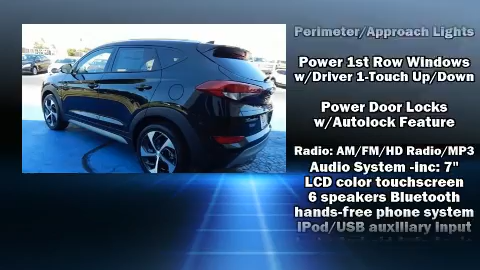 Perimeter/Approach Lights
Power 1st Row Windows
w/Driver 1-Touch Up/Down
Power Door Locks
w/Autolock Feature
Radio: AM/FM/HD Radio/MP3
Audio System -inc: 7"
LCD color touchscreen
6 speakers Bluetooth
hands-free phone system
iPod/USB auxiliary input